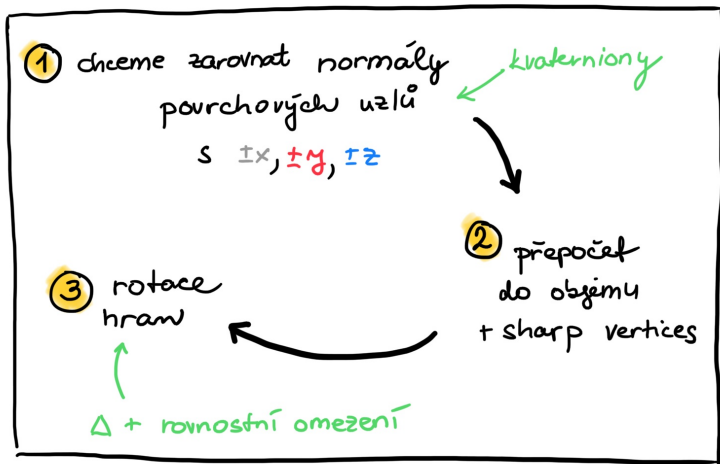 1 chceme zarovnat normály
kvaterniony
povrchových uzlů
s ±x, ±y, ±z
2 přepočet
do objemu
+ sharp vertices
3 rotace
hran
Δ + rovnostní omezení